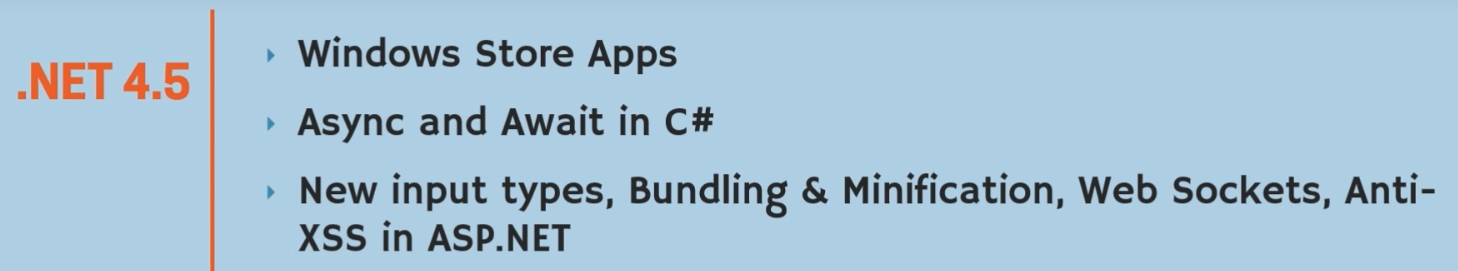 .NET 4.5
Windows Store Apps
Async and Await in C#
New input types, Bundling & Minification, Web Sockets, Anti-
XSS in ASP.NET